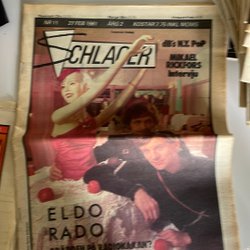 NR 11 27 FEB 1981 ÅRG 2 KOSTAR 7.75 INKL MOMS
SCHLAGER
dB:s N.Y. PoP
MIKAEL
RICKFORS
Intervju
ELDO
RADO